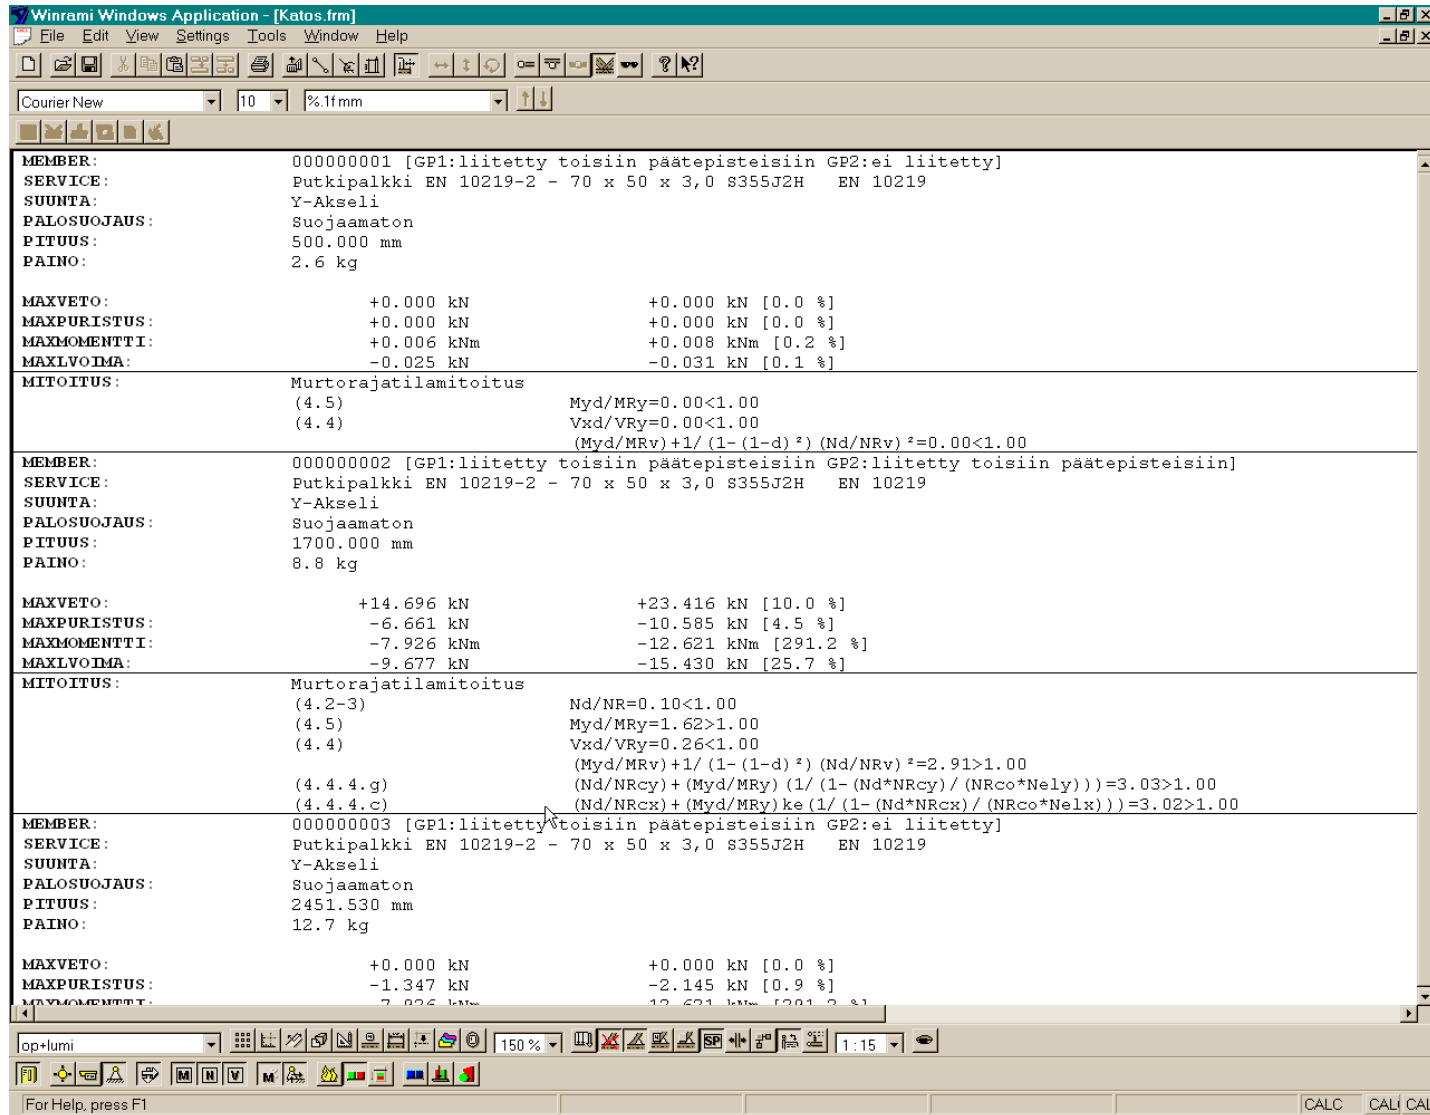 Winrami Windows Application - [Katos.frm]
File Edit View Settings Tools Window Help
Courier New 10 %.1f mm
MEMBER: 000000001 [GP1:liitetty toisiin päätepisteisiin GP2:ei liitetty]
SERVICE: Putkipalkki EN 10219-2 - 70 x 50 x 3,0 S355J2H EN 10219
SUUNTA: Y-Akseli
PALOSUOJAUS: Suojaamaton
PITUUS: 500.000 mm
PAINO: 2.6 kg
MAXVETO: +0.000 kN +0.000 kN [0.0 %]
MAXPURISTUS: +0.000 kN +0.000 kN [0.0 %]
MAXMOMENTTI: +0.006 kNm +0.008 kNm [0.2 %]
MAXLVOIMA: -0.025 kN -0.031 kN [0.1 %]
MITOITUS: Murtorajatilamitoitus
(4.5) Myd/MRy=0.00<1.00
(4.4) Vxd/VRy=0.00<1.00
(Myd/MRv)+1/(1-(1-d)²)(Nd/NRv)²=0.00<1.00
MEMBER: 000000002 [GP1:liitetty toisiin päätepisteisiin GP2:liitetty toisiin päätepisteisiin]
SERVICE: Putkipalkki EN 10219-2 - 70 x 50 x 3,0 S355J2H EN 10219
SUUNTA: Y-Akseli
PALOSUOJAUS: Suojaamaton
PITUUS: 1700.000 mm
PAINO: 8.8 kg
MAXVETO: +14.696 kN +23.416 kN [10.0 %]
MAXPURISTUS: -6.661 kN -10.585 kN [4.5 %]
MAXMOMENTTI: -7.926 kNm -12.621 kNm [291.2 %]
MAXLVOIMA: -9.677 kN -15.430 kN [25.7 %]
MITOITUS: Murtorajatilamitoitus
(4.2-3) Nd/NR=0.10<1.00
(4.5) Myd/MRy=1.62>1.00
(4.4) Vxd/VRy=0.26<1.00
(Myd/MRv)+1/(1-(1-d)²)(Nd/NRv)²=2.91>1.00
(4.4.4.g) (Nd/NRcy)+(Myd/MRy)(1/(1-(Nd*NRcy)/(NRco*Nely)))=3.03>1.00
(4.4.4.c) (Nd/NRcx)+(Myd/MRy)ke(1/(1-(Nd*NRcx)/(NRco*Nelx)))=3.02>1.00
MEMBER: 000000003 [GP1:liitetty toisiin päätepisteisiin GP2:ei liitetty]
SERVICE: Putkipalkki EN 10219-2 - 70 x 50 x 3,0 S355J2H EN 10219
SUUNTA: Y-Akseli
PALOSUOJAUS: Suojaamaton
PITUUS: 2451.530 mm
PAINO: 12.7 kg
MAXVETO: +0.000 kN +0.000 kN [0.0 %]
MAXPURISTUS: -1.347 kN -2.145 kN [0.9 %]
MAXMOMENTTI: -7.926 kNm -12.621 kNm [291.2 %]
op+lumi 150 % SP 1:15
M N V M
For Help, press F1 CALC CAL CAL